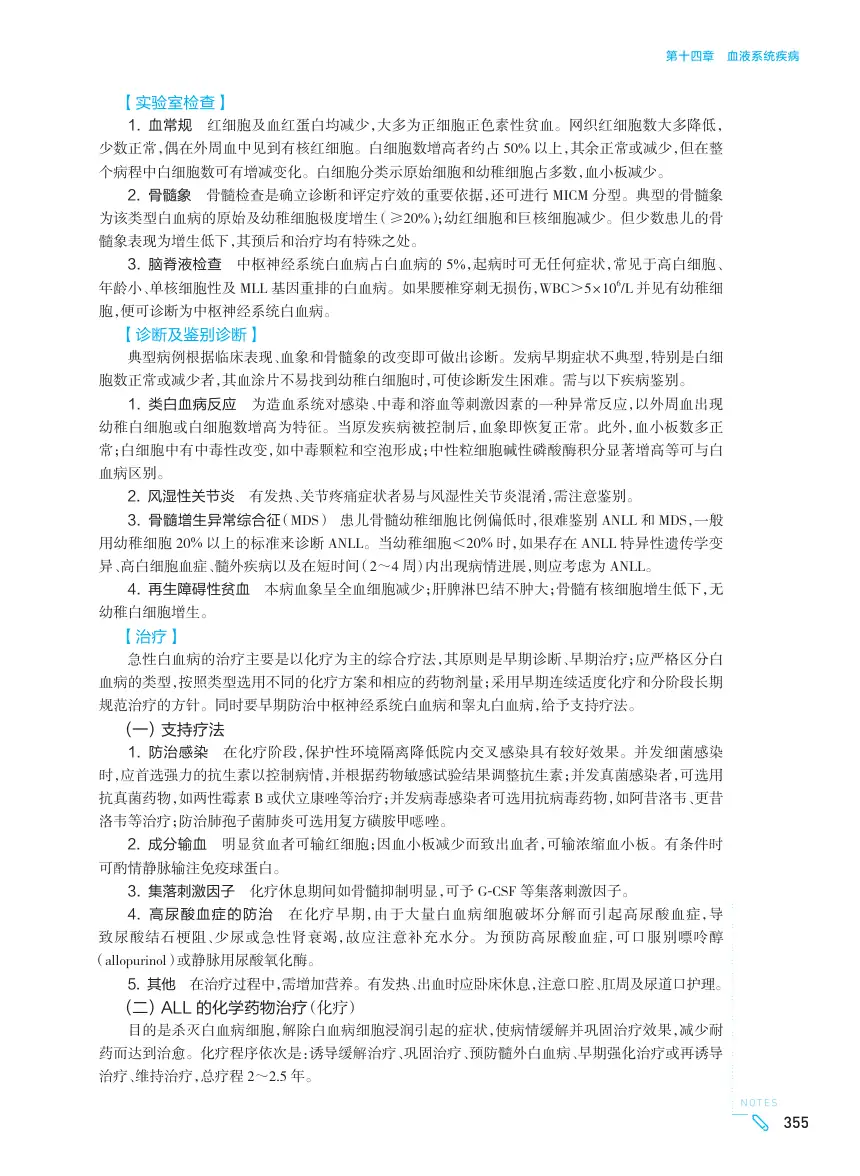 第十四章 血液系统疾病
【实验室检查】
1. 血常规 红细胞及血红蛋白均减少,大多为正细胞正色素性贫血。网织红细胞数大多降低,
少数正常,偶在外周血中见到有核红细胞。白细胞数增高者约占 50% 以上,其余正常或减少,但在整
个病程中白细胞数可有增减变化。白细胞分类示原始细胞和幼稚细胞占多数,血小板减少。
2. 骨髓象 骨髓检查是确立诊断和评定疗效的重要依据,还可进行 MICM 分型。典型的骨髓象
为该类型白血病的原始及幼稚细胞极度增生(≥20%);幼红细胞和巨核细胞减少。但少数患儿的骨
髓象表现为增生低下,其预后和治疗均有特殊之处。
3. 脑脊液检查 中枢神经系统白血病占白血病的 5%,起病时可无任何症状,常见于高白细胞、
年龄小、单核细胞性及 MLL 基因重排的白血病。如果腰椎穿刺无损伤,WBC>5×10⁶/L 并见有幼稚细
胞,便可诊断为中枢神经系统白血病。
【诊断及鉴别诊断】
典型病例根据临床表现、血象和骨髓象的改变即可做出诊断。发病早期症状不典型,特别是白细
胞数正常或减少者,其血涂片不易找到幼稚白细胞时,可使诊断发生困难。需与以下疾病鉴别。
1. 类白血病反应 为造血系统对感染、中毒和溶血等刺激因素的一种异常反应,以外周血出现
幼稚白细胞或白细胞数增高为特征。当原发疾病被控制后,血象即恢复正常。此外,血小板数多正
常;白细胞中有中毒性改变,如中毒颗粒和空泡形成;中性粒细胞碱性磷酸酶积分显著增高等可与白
血病区别。
2. 风湿性关节炎 有发热、关节疼痛症状者易与风湿性关节炎混淆,需注意鉴别。
3. 骨髓增生异常综合征(MDS) 患儿骨髓幼稚细胞比例偏低时,很难鉴别 ANLL 和 MDS,一般
用幼稚细胞 20% 以上的标准来诊断 ANLL。当幼稚细胞<20% 时,如果存在 ANLL 特异性遗传学变
异、高白细胞血症、髓外疾病以及在短时间(2～4 周)内出现病情进展,则应考虑为 ANLL。
4. 再生障碍性贫血 本病血象呈全血细胞减少;肝脾淋巴结不肿大;骨髓有核细胞增生低下,无
幼稚白细胞增生。
【治疗】
急性白血病的治疗主要是以化疗为主的综合疗法,其原则是早期诊断、早期治疗;应严格区分白
血病的类型,按照类型选用不同的化疗方案和相应的药物剂量;采用早期连续适度化疗和分阶段长期
规范治疗的方针。同时要早期防治中枢神经系统白血病和睾丸白血病,给予支持疗法。
(一)支持疗法
1. 防治感染 在化疗阶段,保护性环境隔离降低院内交叉感染具有较好效果。并发细菌感染
时,应首选强力的抗生素以控制病情,并根据药物敏感试验结果调整抗生素;并发真菌感染者,可选用
抗真菌药物,如两性霉素 B 或伏立康唑等治疗;并发病毒感染者可选用抗病毒药物,如阿昔洛韦、更昔
洛韦等治疗;防治肺孢子菌肺炎可选用复方磺胺甲噁唑。
2. 成分输血 明显贫血者可输红细胞;因血小板减少而致出血者,可输浓缩血小板。有条件时
可酌情静脉输注免疫球蛋白。
3. 集落刺激因子 化疗休息期间如骨髓抑制明显,可予 G-CSF 等集落刺激因子。
4. 高尿酸血症的防治 在化疗早期,由于大量白血病细胞破坏分解而引起高尿酸血症,导
致尿酸结石梗阻、少尿或急性肾衰竭,故应注意补充水分。为预防高尿酸血症,可口服别嘌呤醇
(allopurinol)或静脉用尿酸氧化酶。
5. 其他 在治疗过程中,需增加营养。有发热、出血时应卧床休息,注意口腔、肛周及尿道口护理。
(二)ALL 的化学药物治疗(化疗)
目的是杀灭白血病细胞,解除白血病细胞浸润引起的症状,使病情缓解并巩固治疗效果,减少耐
药而达到治愈。化疗程序依次是:诱导缓解治疗、巩固治疗、预防髓外白血病、早期强化治疗或再诱导
治疗、维持治疗,总疗程 2～2.5 年。
NOTES
355